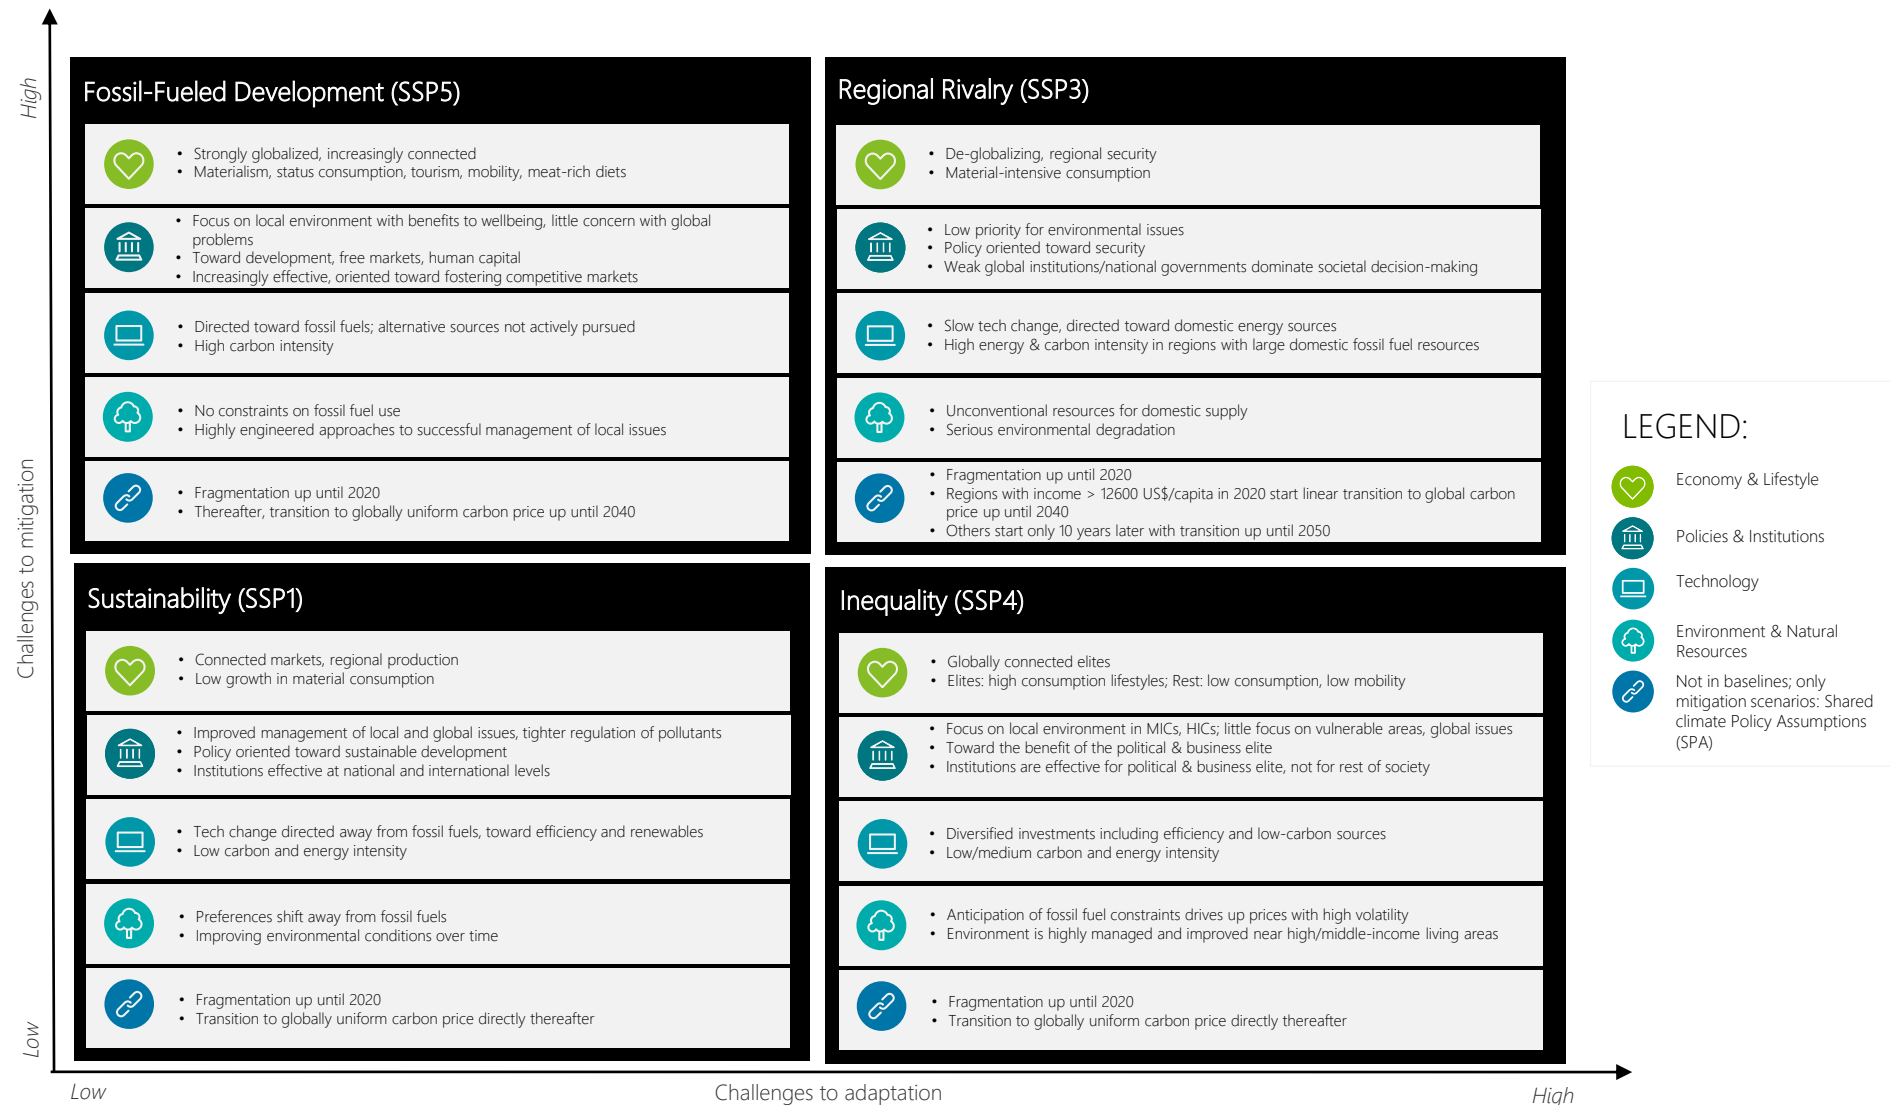 High
Challenges to mitigation
Low
Fossil-Fueled Development (SSP5)
• Strongly globalized, increasingly connected
• Materialism, status consumption, tourism, mobility, meat-rich diets
• Focus on local environment with benefits to wellbeing, little concern with global
problems
• Toward development, free markets, human capital
• Increasingly effective, oriented toward fostering competitive markets
• Directed toward fossil fuels; alternative sources not actively pursued
• High carbon intensity
• No constraints on fossil fuel use
• Highly engineered approaches to successful management of local issues
• Fragmentation up until 2020
• Thereafter, transition to globally uniform carbon price up until 2040
Regional Rivalry (SSP3)
• De-globalizing, regional security
• Material-intensive consumption
• Low priority for environmental issues
• Policy oriented toward security
• Weak global institutions/national governments dominate societal decision-making
• Slow tech change, directed toward domestic energy sources
• High energy & carbon intensity in regions with large domestic fossil fuel resources
• Unconventional resources for domestic supply
• Serious environmental degradation
• Fragmentation up until 2020
• Regions with income > 12600 US$/capita in 2020 start linear transition to global carbon
price up until 2040
• Others start only 10 years later with transition up until 2050
Sustainability (SSP1)
• Connected markets, regional production
• Low growth in material consumption
• Improved management of local and global issues, tighter regulation of pollutants
• Policy oriented toward sustainable development
• Institutions effective at national and international levels
• Tech change directed away from fossil fuels, toward efficiency and renewables
• Low carbon and energy intensity
• Preferences shift away from fossil fuels
• Improving environmental conditions over time
• Fragmentation up until 2020
• Transition to globally uniform carbon price directly thereafter
Inequality (SSP4)
• Globally connected elites
• Elites: high consumption lifestyles; Rest: low consumption, low mobility
• Focus on local environment in MICs, HICs; little focus on vulnerable areas, global issues
• Toward the benefit of the political & business elite
• Institutions are effective for political & business elite, not for rest of society
• Diversified investments including efficiency and low-carbon sources
• Low/medium carbon and energy intensity
• Anticipation of fossil fuel constraints drives up prices with high volatility
• Environment is highly managed and improved near high/middle-income living areas
• Fragmentation up until 2020
• Transition to globally uniform carbon price directly thereafter
LEGEND:
Economy & Lifestyle
Policies & Institutions
Technology
Environment & Natural
Resources
Not in baselines; only
mitigation scenarios: Shared
climate Policy Assumptions
(SPA)
Low
Challenges to adaptation
High